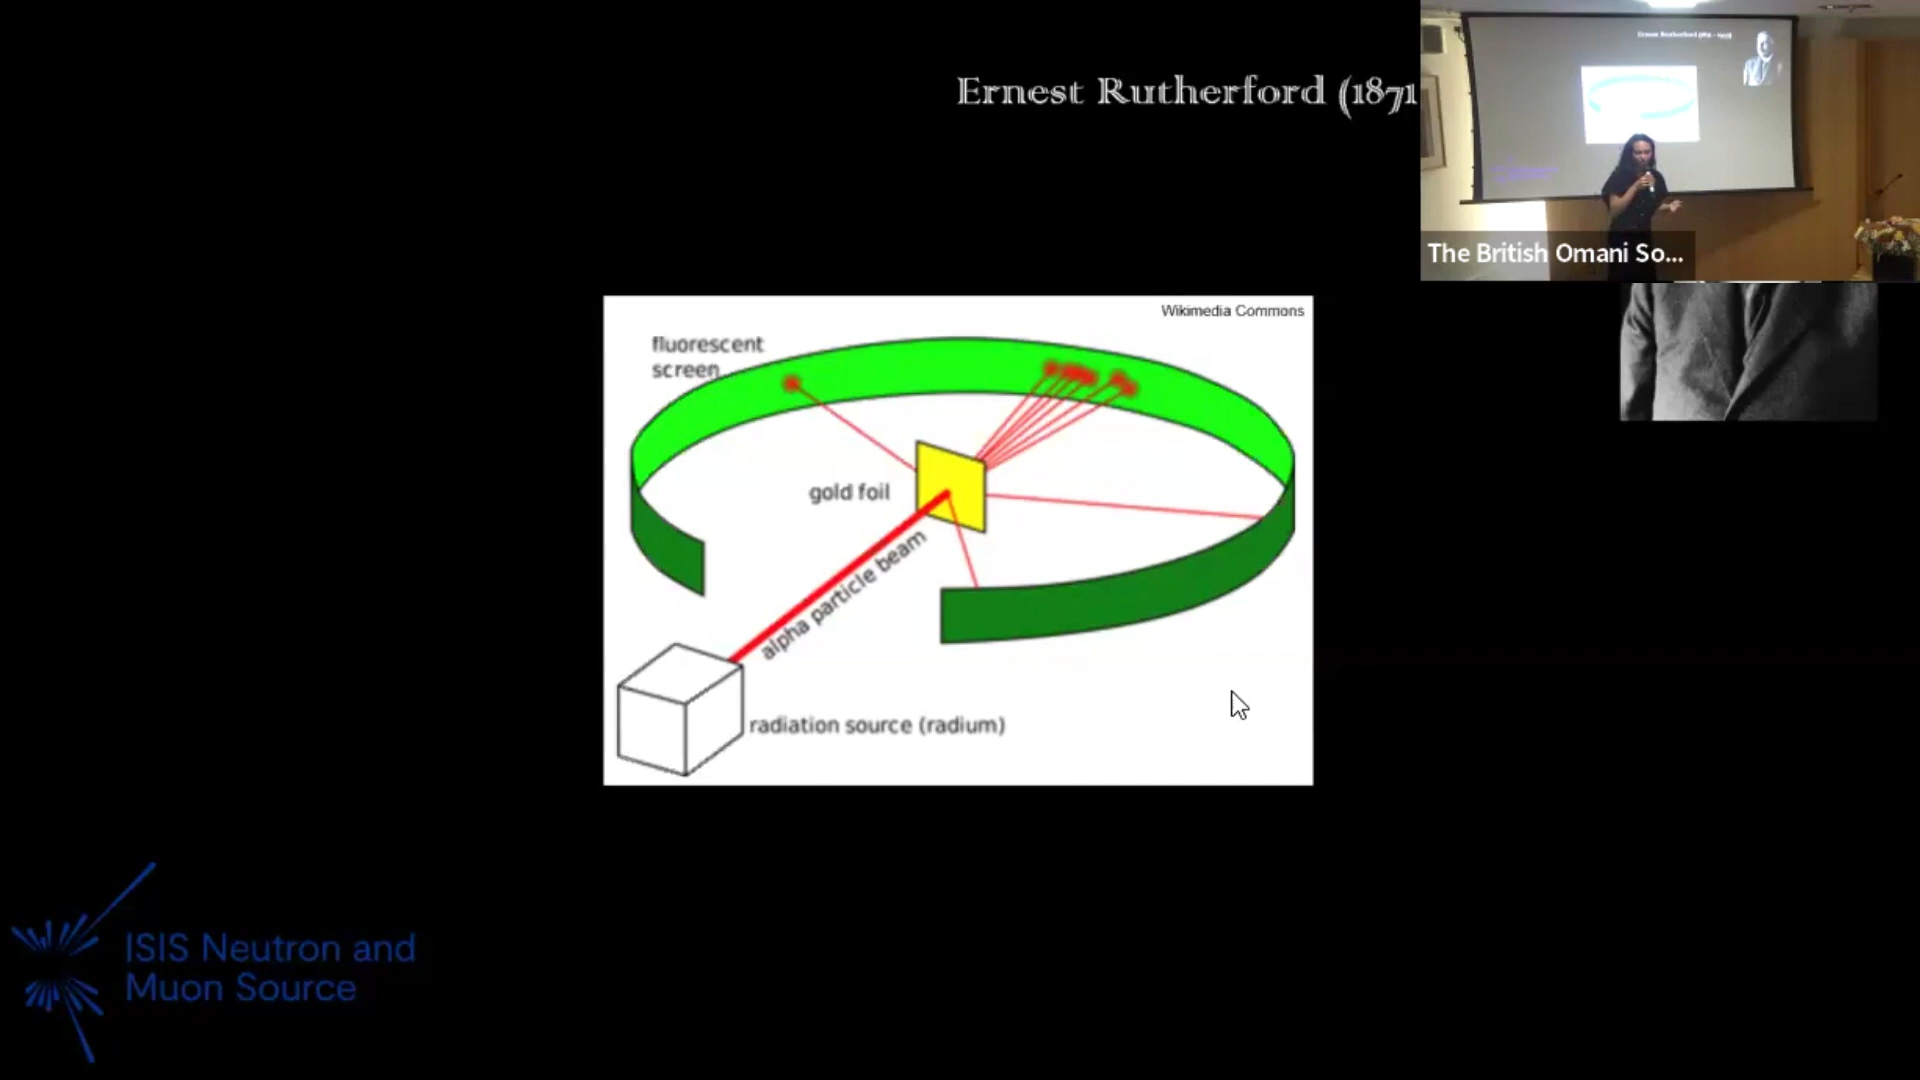 Ernest Rutherford (1871
The British Omani So...
Wikimedia Commons
fluorescent
screen
gold foil
alpha particle beam
radiation source (radium)
ISIS Neutron and
Muon Source